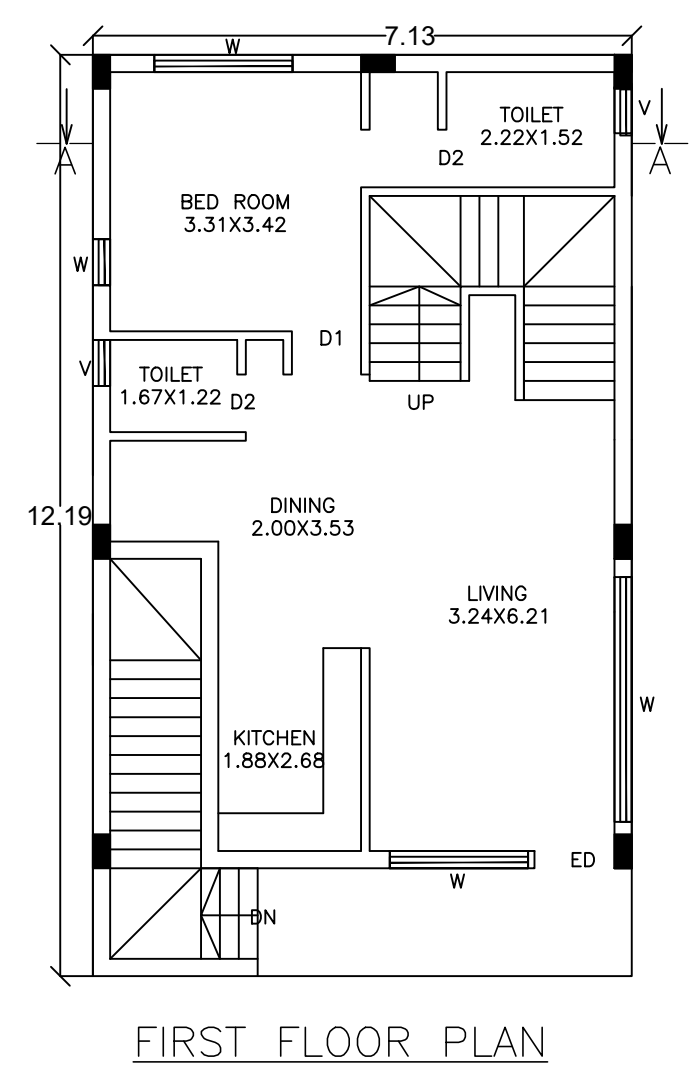 7.13
W
V
TOILET
2.22X1.52
A
A
D2
BED ROOM
3.31X3.42
W
D1
V
TOILET
1.67X1.22
D2
UP
DINING
2.00X3.53
12.19
LIVING
3.24X6.21
W
KITCHEN
1.88X2.68
ED
W
DN
FIRST FLOOR PLAN